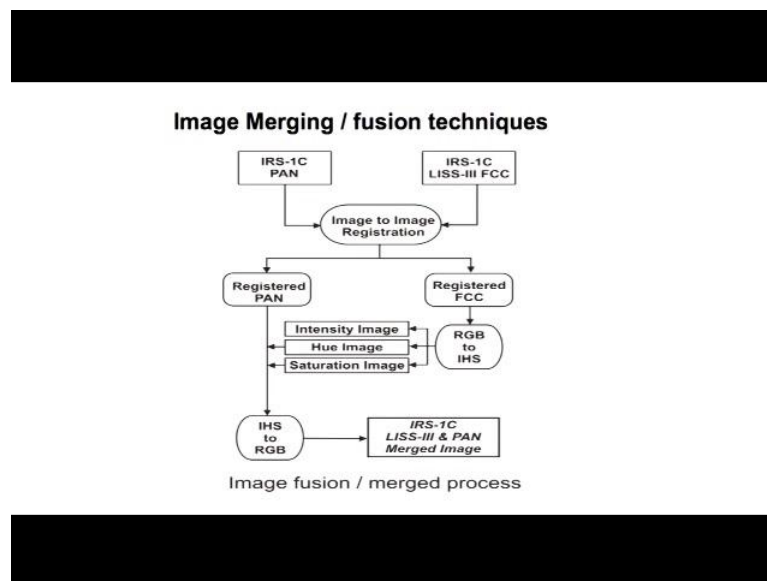 Image Merging / fusion techniques
IRS-1C
PAN
IRS-1C
LISS-III FCC
Image to Image
Registration
Registered
PAN
Registered
FCC
Intensity Image
Hue Image
Saturation Image
RGB
to
IHS
IHS
to
RGB
IRS-1C
LISS-III & PAN
Merged Image
Image fusion / merged process